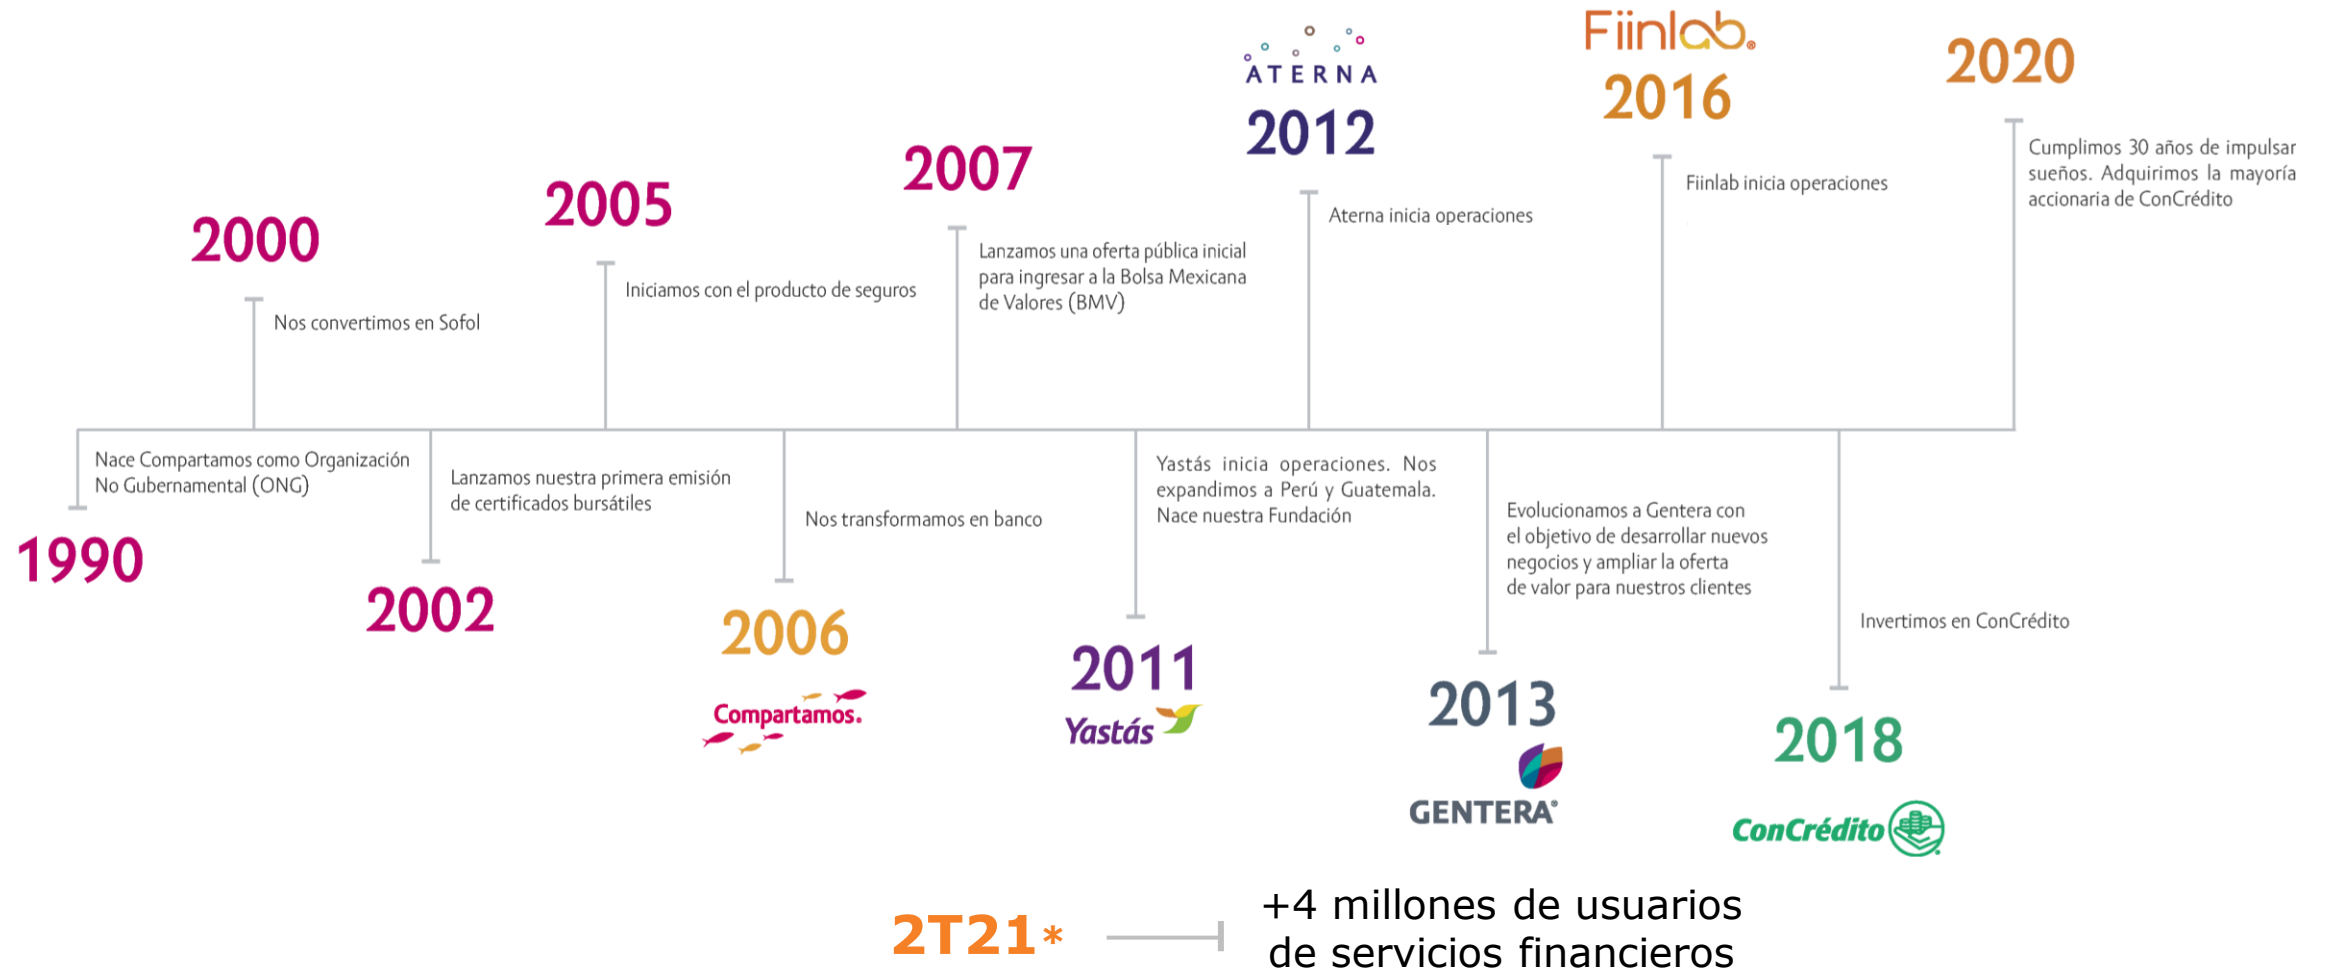 1990
Nace Compartamos como Organización
No Gubernamental (ONG)
2000
Nos convertimos en Sofol
2002
Lanzamos nuestra primera emisión
de certificados bursátiles
2005
Iniciamos con el producto de seguros
2006
Nos transformamos en banco
Compartamos.
2007
Lanzamos una oferta pública inicial
para ingresar a la Bolsa Mexicana
de Valores (BMV)
2011
Yastás
Yastás inicia operaciones. Nos
expandimos a Perú y Guatemala.
Nace nuestra Fundación
ATERNA
2012
Aterna inicia operaciones
2013
GENTERA®
Evolucionamos a Gentera con
el objetivo de desarrollar nuevos
negocios y ampliar la oferta
de valor para nuestros clientes
Fiinlab®
2016
Fiinlab inicia operaciones
2018
ConCrédito
Invertimos en ConCrédito
2020
Cumplimos 30 años de impulsar
sueños. Adquirimos la mayoría
accionaria de ConCrédito
2T21*
+4 millones de usuarios
de servicios financieros